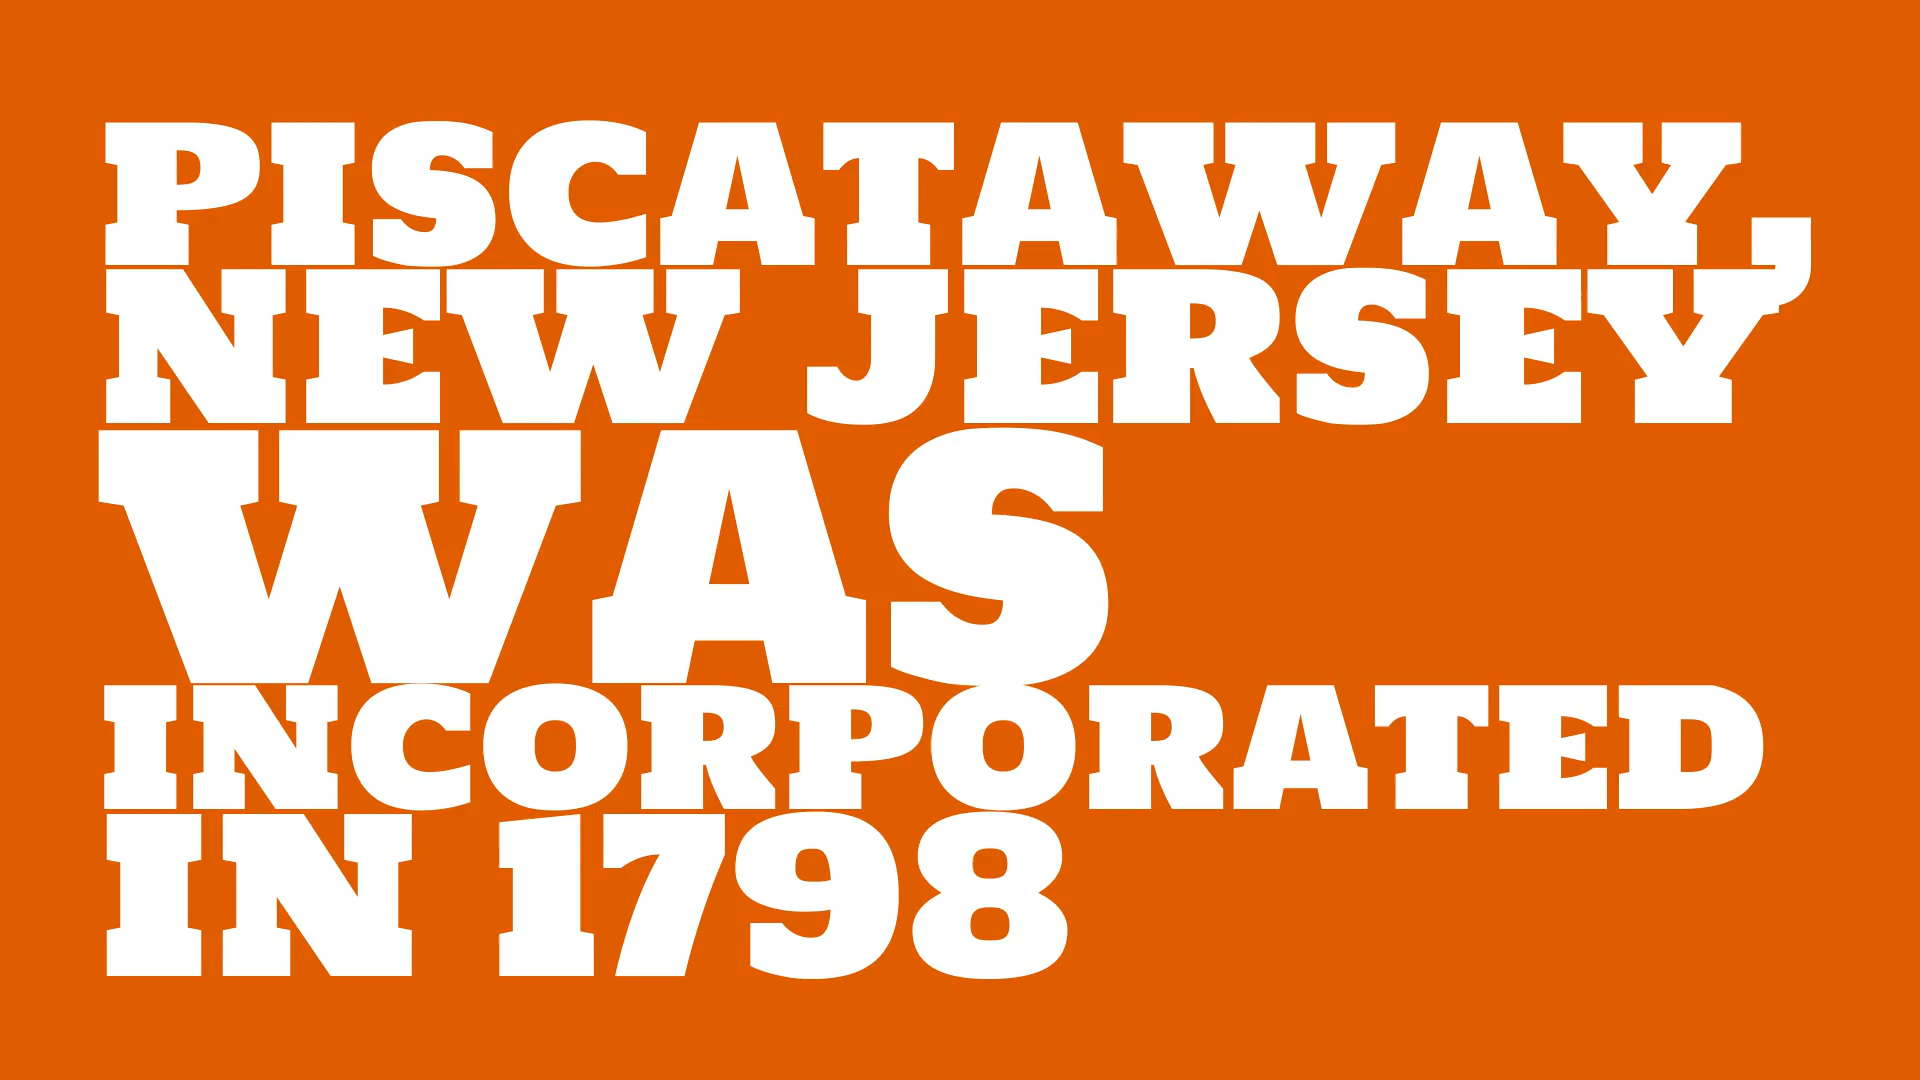 PISCATAWAY,
NEW JERSEY
WAS
INCORPORATED
IN 1798